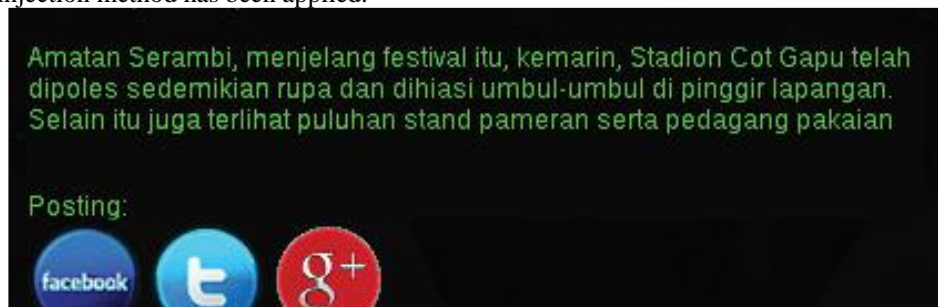 injection method has been applied.
Amatan Serambi, menjelang festival itu, kemarin, Stadion Cot Gapu telah
dipoles sedemikian rupa dan dihiasi umbul-umbul di pinggir lapangan.
Selain itu juga terlihat puluhan stand pameran serta pedagang pakaian
Posting:
facebook
t
g+